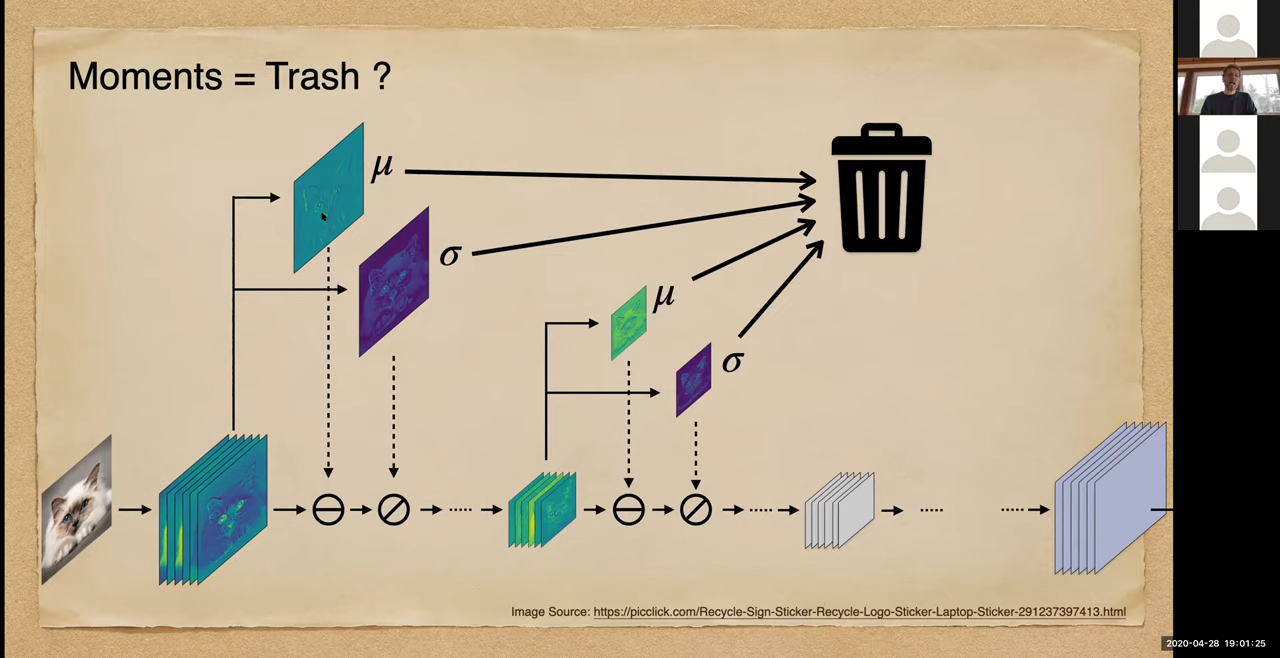 Moments = Trash ?
μ
σ
μ
σ
Image Source: https://picclick.com/Recycle-Sign-Sticker-Recycle-Logo-Sticker-Laptop-Sticker-291237397413.html
2020-04-28 19:01:25